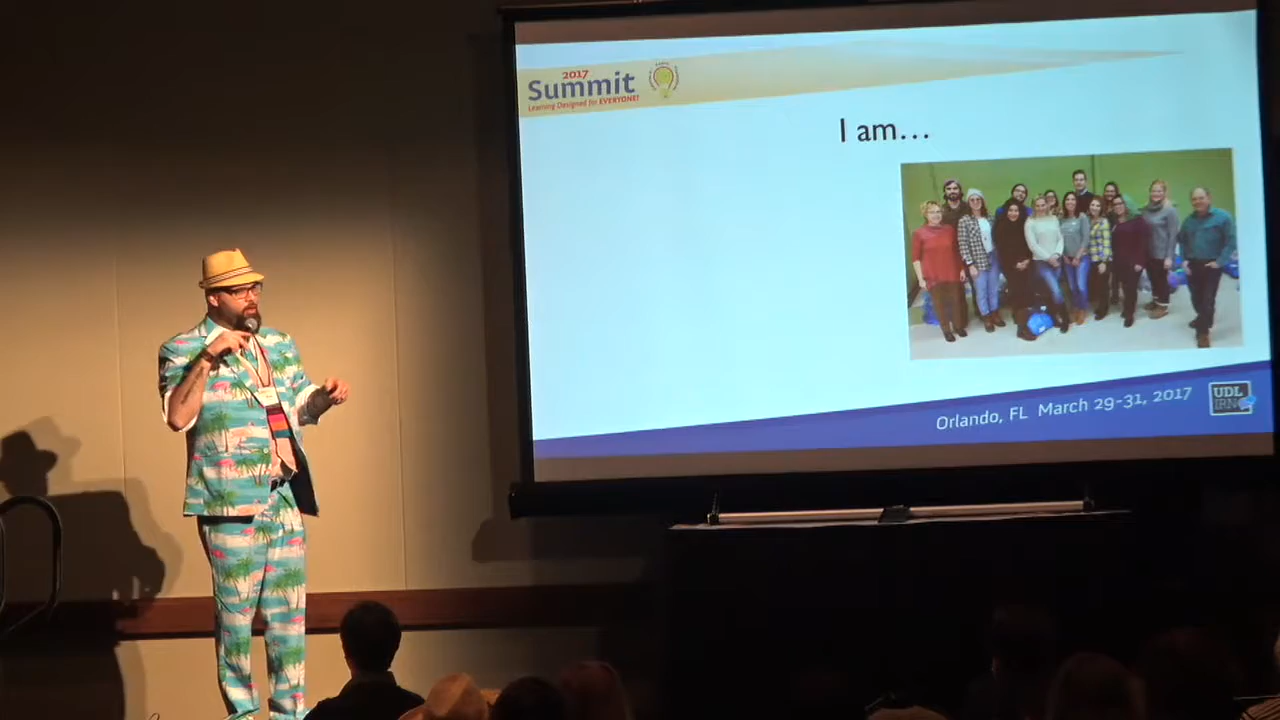 2017
Summit
Learning Designed for EVERYONE!
I am...
Orlando, FL March 29-31, 2017
UDL
IRN